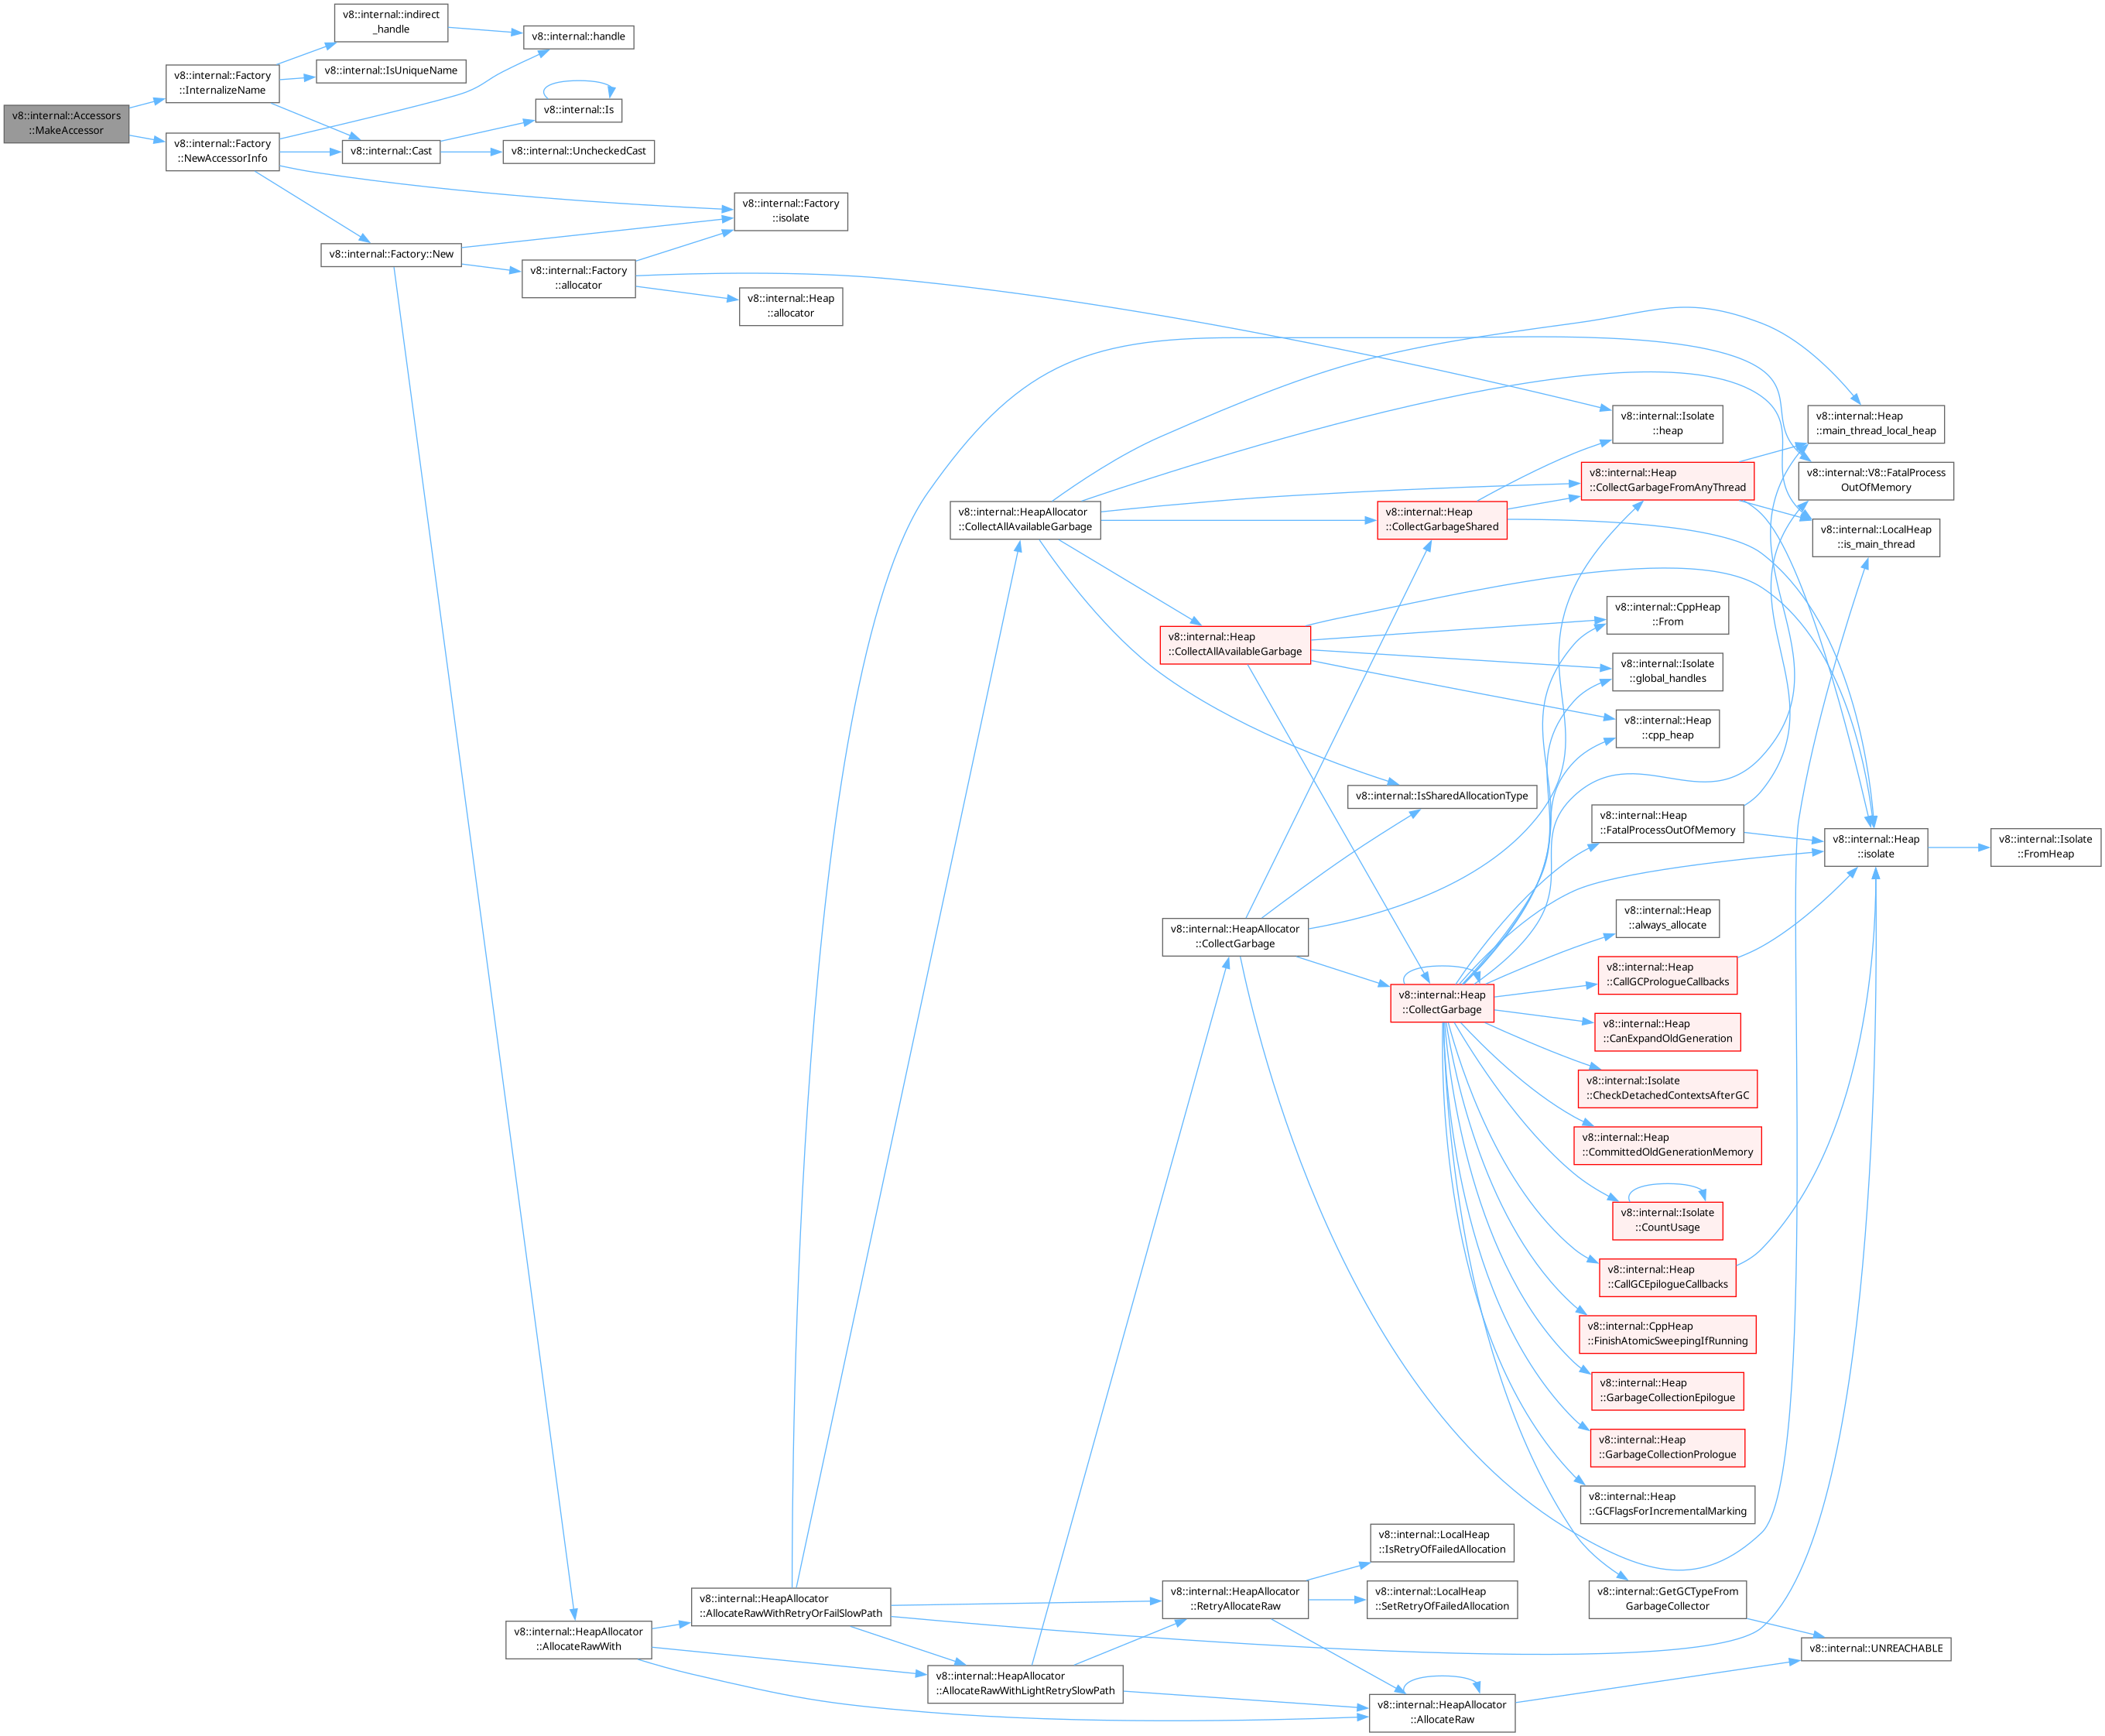 v8::internal::Accessors
::MakeAccessor
v8::internal::Factory
::InternalizeName
v8::internal::indirect
_handle
v8::internal::handle
v8::internal::IsUniqueName
v8::internal::Factory
::NewAccessorInfo
v8::internal::Cast
v8::internal::Is
v8::internal::UncheckedCast
v8::internal::Factory
::isolate
v8::internal::Factory::New
v8::internal::Factory
::allocator
v8::internal::Heap
::allocator
v8::internal::Isolate
::heap
v8::internal::Heap
::main_thread_local_heap
v8::internal::Heap
::CollectGarbageFromAnyThread
v8::internal::V8::FatalProcess
OutOfMemory
v8::internal::HeapAllocator
::CollectAllAvailableGarbage
v8::internal::Heap
::CollectGarbageShared
v8::internal::LocalHeap
::is_main_thread
v8::internal::Heap
::CollectAllAvailableGarbage
v8::internal::CppHeap
::From
v8::internal::Isolate
::global_handles
v8::internal::Heap
::cpp_heap
v8::internal::IsSharedAllocationType
v8::internal::Heap
::FatalProcessOutOfMemory
v8::internal::Heap
::isolate
v8::internal::Isolate
::FromHeap
v8::internal::HeapAllocator
::CollectGarbage
v8::internal::Heap
::always_allocate
v8::internal::Heap
::CallGCPrologueCallbacks
v8::internal::Heap
::CollectGarbage
v8::internal::Heap
::CanExpandOldGeneration
v8::internal::Isolate
::CheckDetachedContextsAfterGC
v8::internal::Heap
::CommittedOldGenerationMemory
v8::internal::Isolate
::CountUsage
v8::internal::Heap
::CallGCEpilogueCallbacks
v8::internal::CppHeap
::FinishAtomicSweepingIfRunning
v8::internal::Heap
::GarbageCollectionEpilogue
v8::internal::Heap
::GarbageCollectionPrologue
v8::internal::Heap
::GCFlagsForIncrementalMarking
v8::internal::LocalHeap
::IsRetryOfFailedAllocation
v8::internal::HeapAllocator
::AllocateRawWithRetryOrFailSlowPath
v8::internal::HeapAllocator
::RetryAllocateRaw
v8::internal::LocalHeap
::SetRetryOfFailedAllocation
v8::internal::GetGCTypeFrom
GarbageCollector
v8::internal::HeapAllocator
::AllocateRawWith
v8::internal::UNREACHABLE
v8::internal::HeapAllocator
::AllocateRawWithLightRetrySlowPath
v8::internal::HeapAllocator
::AllocateRaw